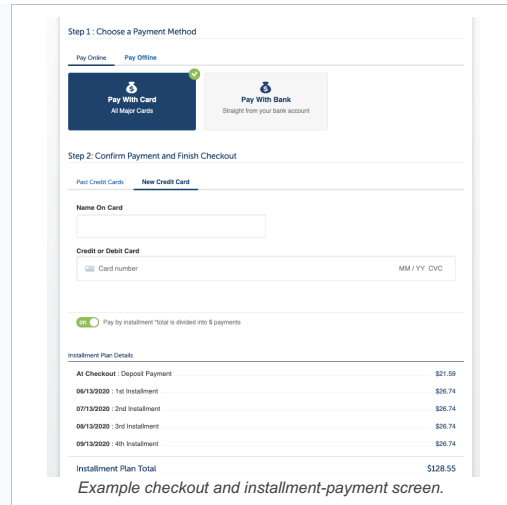 Step 1 : Choose a Payment Method
Pay Online Pay Offline
Pay With Card
All Major Cards
Pay With Bank
Straight from your bank account
Step 2: Confirm Payment and Finish Checkout
Past Credit Cards New Credit Card
Name On Card
Credit or Debit Card
Card number MM / YY CVC
on Pay by installment *total is divided into 5 payments
Installment Plan Details
At Checkout : Deposit Payment $21.59
06/13/2020 : 1st Installment $26.74
07/13/2020 : 2nd Installment $26.74
08/13/2020 : 3rd Installment $26.74
09/13/2020 : 4th Installment $26.74
Installment Plan Total $128.55
Example checkout and installment-payment screen.